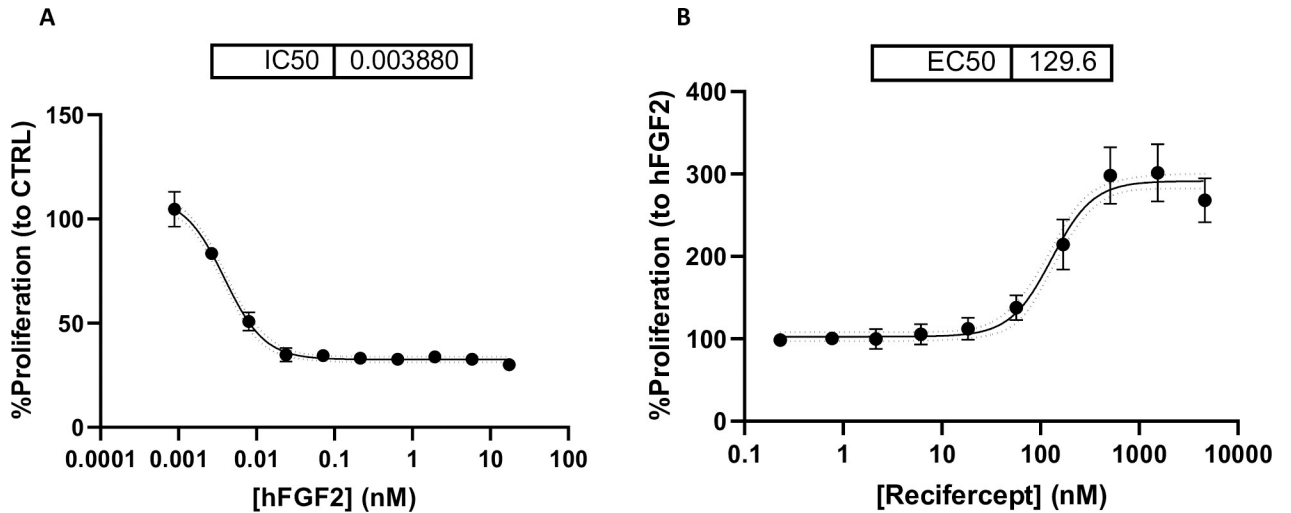 A
IC50 0.003880
%Proliferation (to CTRL)
150
100
50
0
0.0001 0.001 0.01 0.1 1 10 100
[hFGF2] (nM)
B
EC50 129.6
%Proliferation (to hFGF2)
400
300
200
100
0
0.1 1 10 100 1000 10000
[Recifercept] (nM)